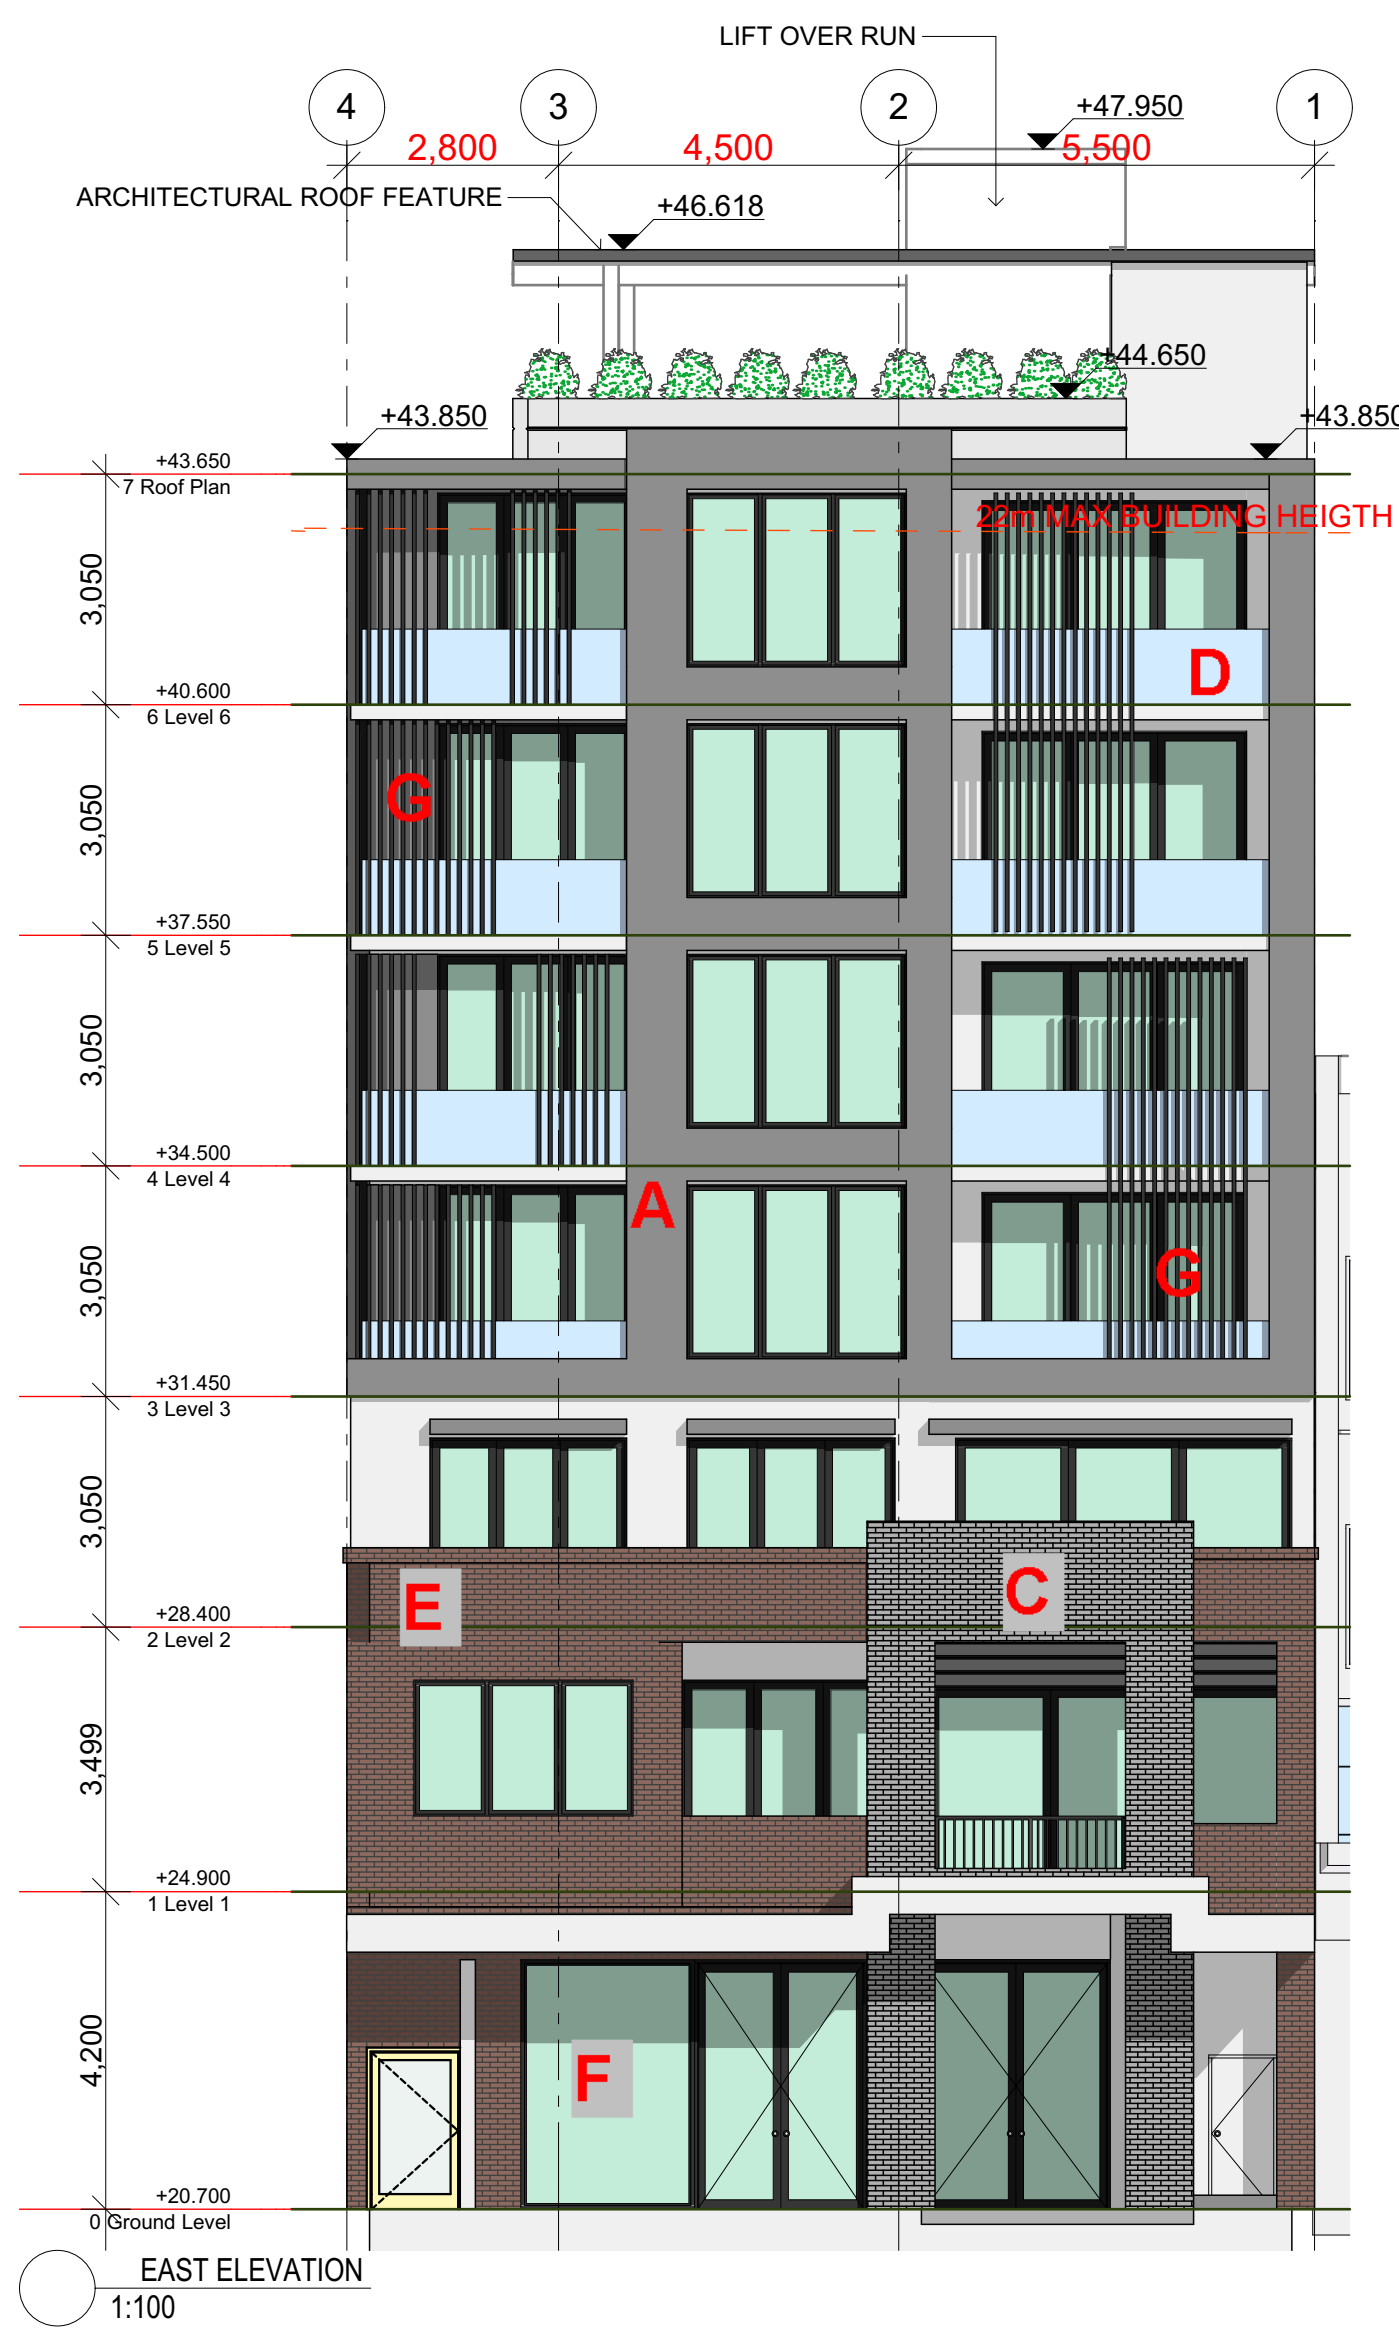 LIFT OVER RUN
4
3
2
1
+47.950
2,800
4,500
5,500
ARCHITECTURAL ROOF FEATURE
+46.618
+44.650
+43.850
+43.850
+43.650
7 Roof Plan
22m MAX BUILDING HEIGTH
3,050
D
+40.600
6 Level 6
G
3,050
+37.550
5 Level 5
3,050
+34.500
4 Level 4
A
G
3,050
+31.450
3 Level 3
3,050
E
C
+28.400
2 Level 2
3,499
+24.900
1 Level 1
4,200
F
+20.700
0 Ground Level
EAST ELEVATION
1:100